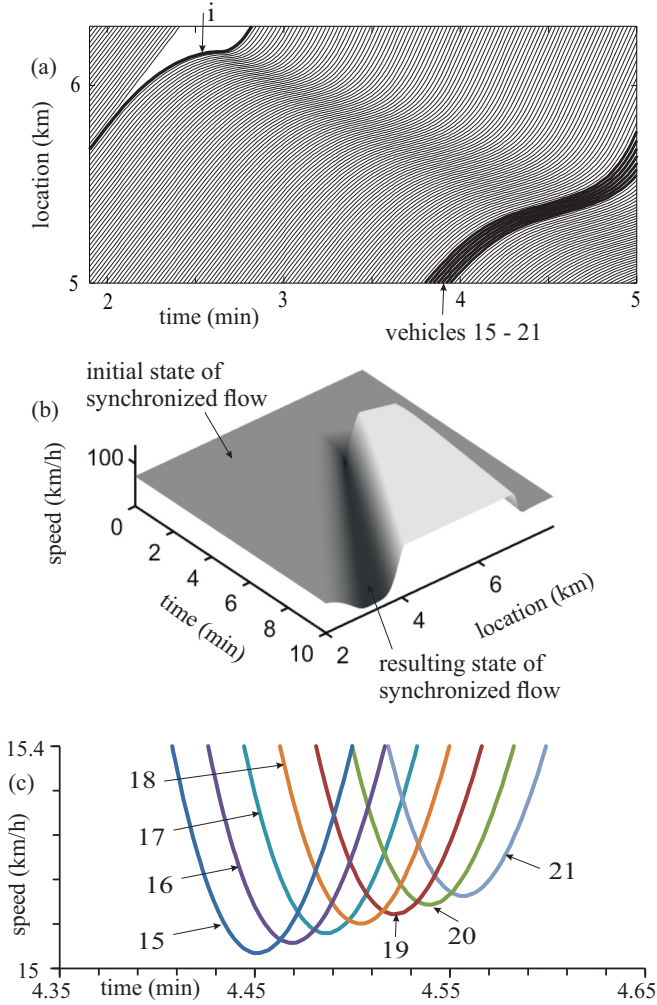 i
(a)
6
location (km)
5
2
3
4
5
time (min)
vehicles 15 - 21
(b)
initial state of
synchronized flow
speed (km/h)
100
0
2
4
6
8
10
time (min)
2
4
6
location (km)
resulting state of
synchronized flow
(c)
15.4
speed (km/h)
15
18
17
16
15
19
20
21
4.35
time (min)
4.45
4.55
4.65